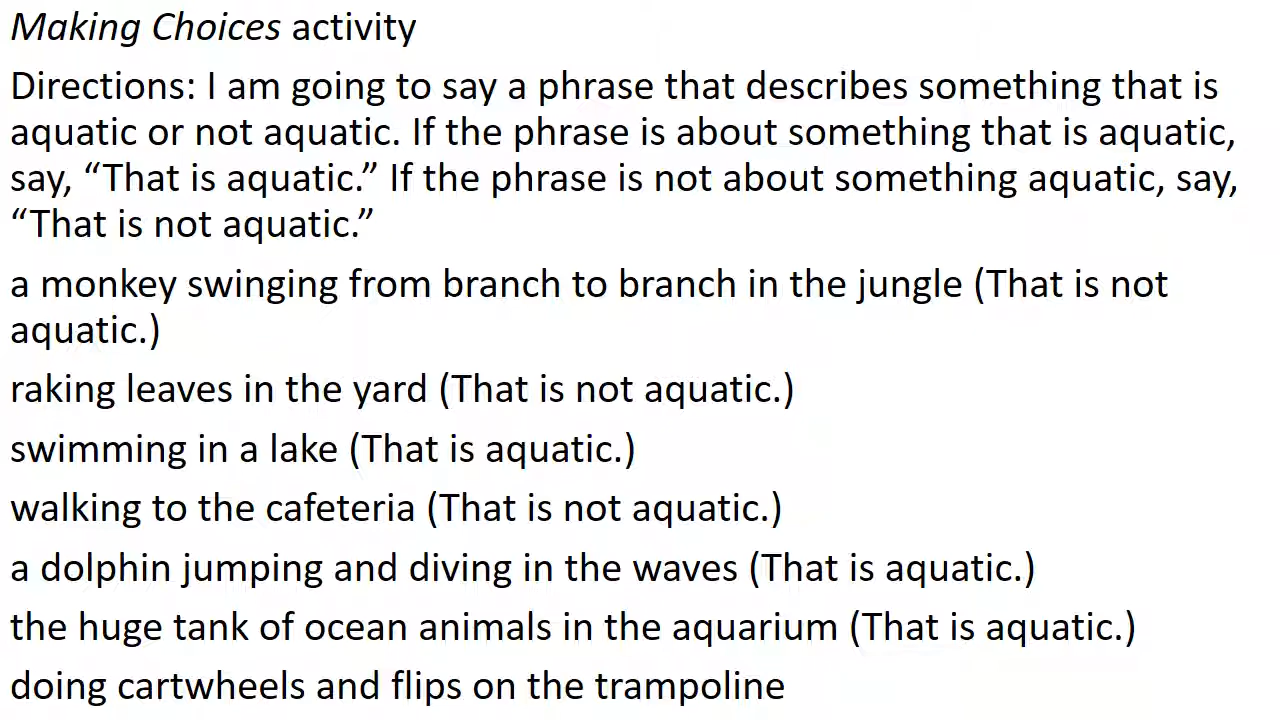 Making Choices activity
Directions: I am going to say a phrase that describes something that is
aquatic or not aquatic. If the phrase is about something that is aquatic,
say, “That is aquatic.” If the phrase is not about something aquatic, say,
“That is not aquatic.”
a monkey swinging from branch to branch in the jungle (That is not
aquatic.)
raking leaves in the yard (That is not aquatic.)
swimming in a lake (That is aquatic.)
walking to the cafeteria (That is not aquatic.)
a dolphin jumping and diving in the waves (That is aquatic.)
the huge tank of ocean animals in the aquarium (That is aquatic.)
doing cartwheels and flips on the trampoline